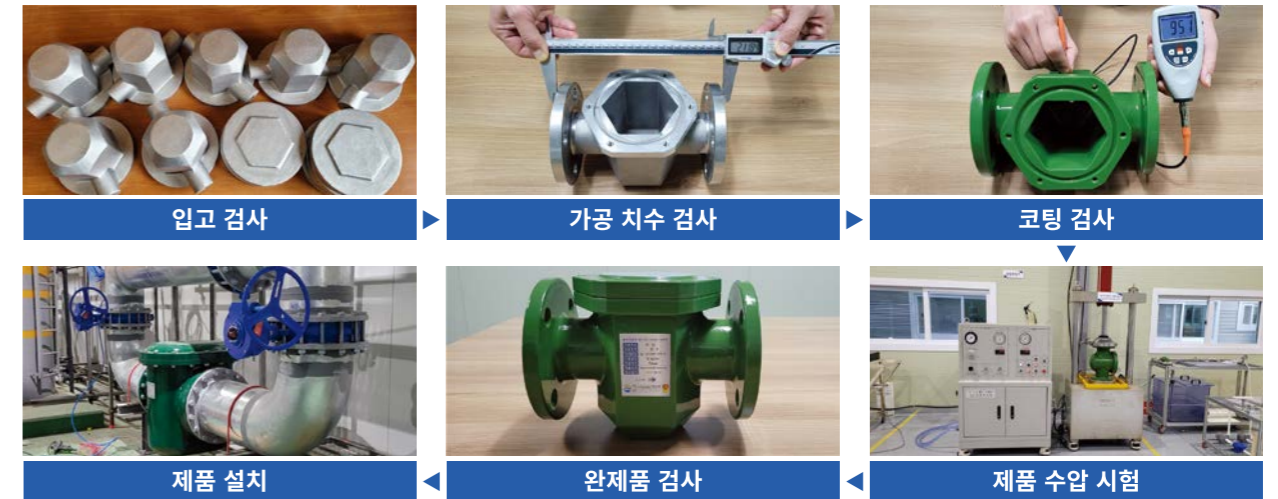 입고 검사
가공 치수 검사
코팅 검사
제품 수압 시험
완제품 검사
제품 설치